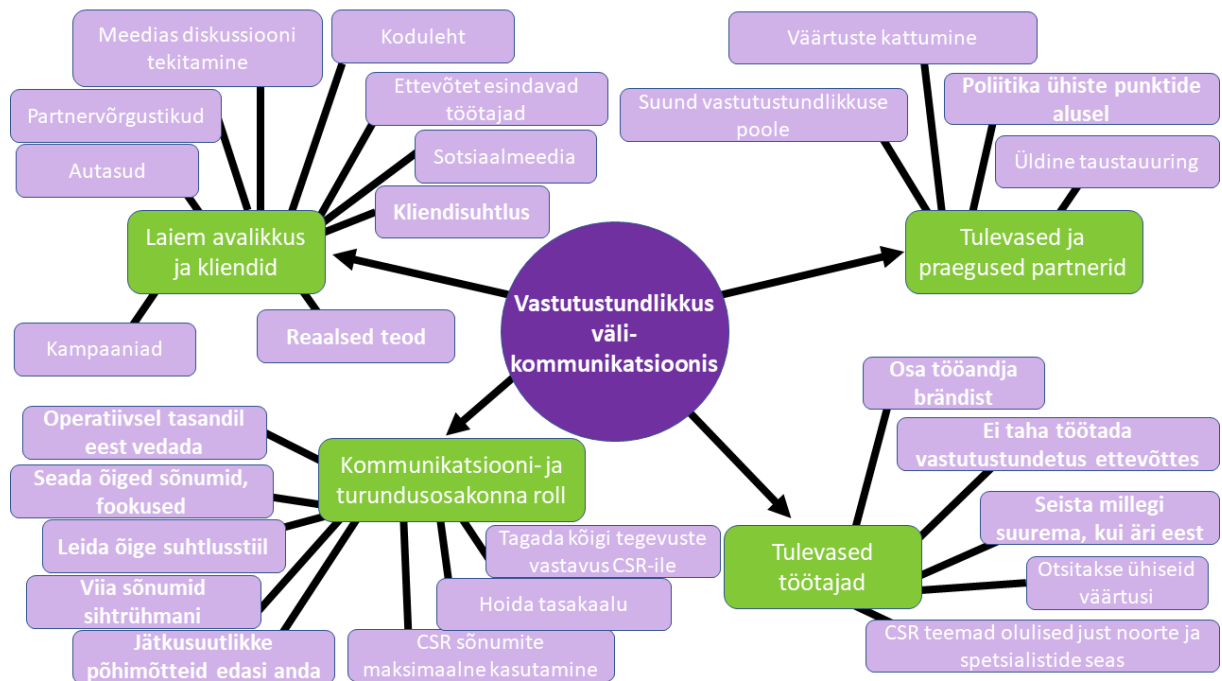 Meedias diskussiooni
tekitamine
Koduleht
Partnervõrgustikud
Ettevõtet esindavad
töötajad
Autasud
Sotsiaalmeedia
Kliendisuhtlus
Laiem avalikkus
ja kliendid
Kampaaniad
Reaalsed teod
Väärtuste kattumine
Suund vastutustundlikkuse
poole
Poliitika ühiste punktide
alusel
Üldine taustauuring
Tulevased ja
praegused partnerid
Vastutustundlikkus
väli-
kommunikatsioonis
Operatiivsel tasandil
eest vedada
Seada õiged sõnumid,
fookused
Leida õige suhtlusstiil
Viia sõnumid
sihtrühmani
Jätkusuutlikke
põhimõtteid edasi anda
Kommunikatsiooni- ja
turundusosakonna roll
Tagada kõigi tegevuste
vastavus CSR-ile
Hoida tasakaalu
CSR sõnumite
maksimaalne kasutamine
Osa tööandja
brändist
Ei taha töötada
vastutustundetus ettevõttes
Seista millegi
suurema, kui äri eest
Tulevased
töötajad
Otsitakse ühiseid
väärtusi
CSR teemad olulised just noorte ja
spetsialistide seas